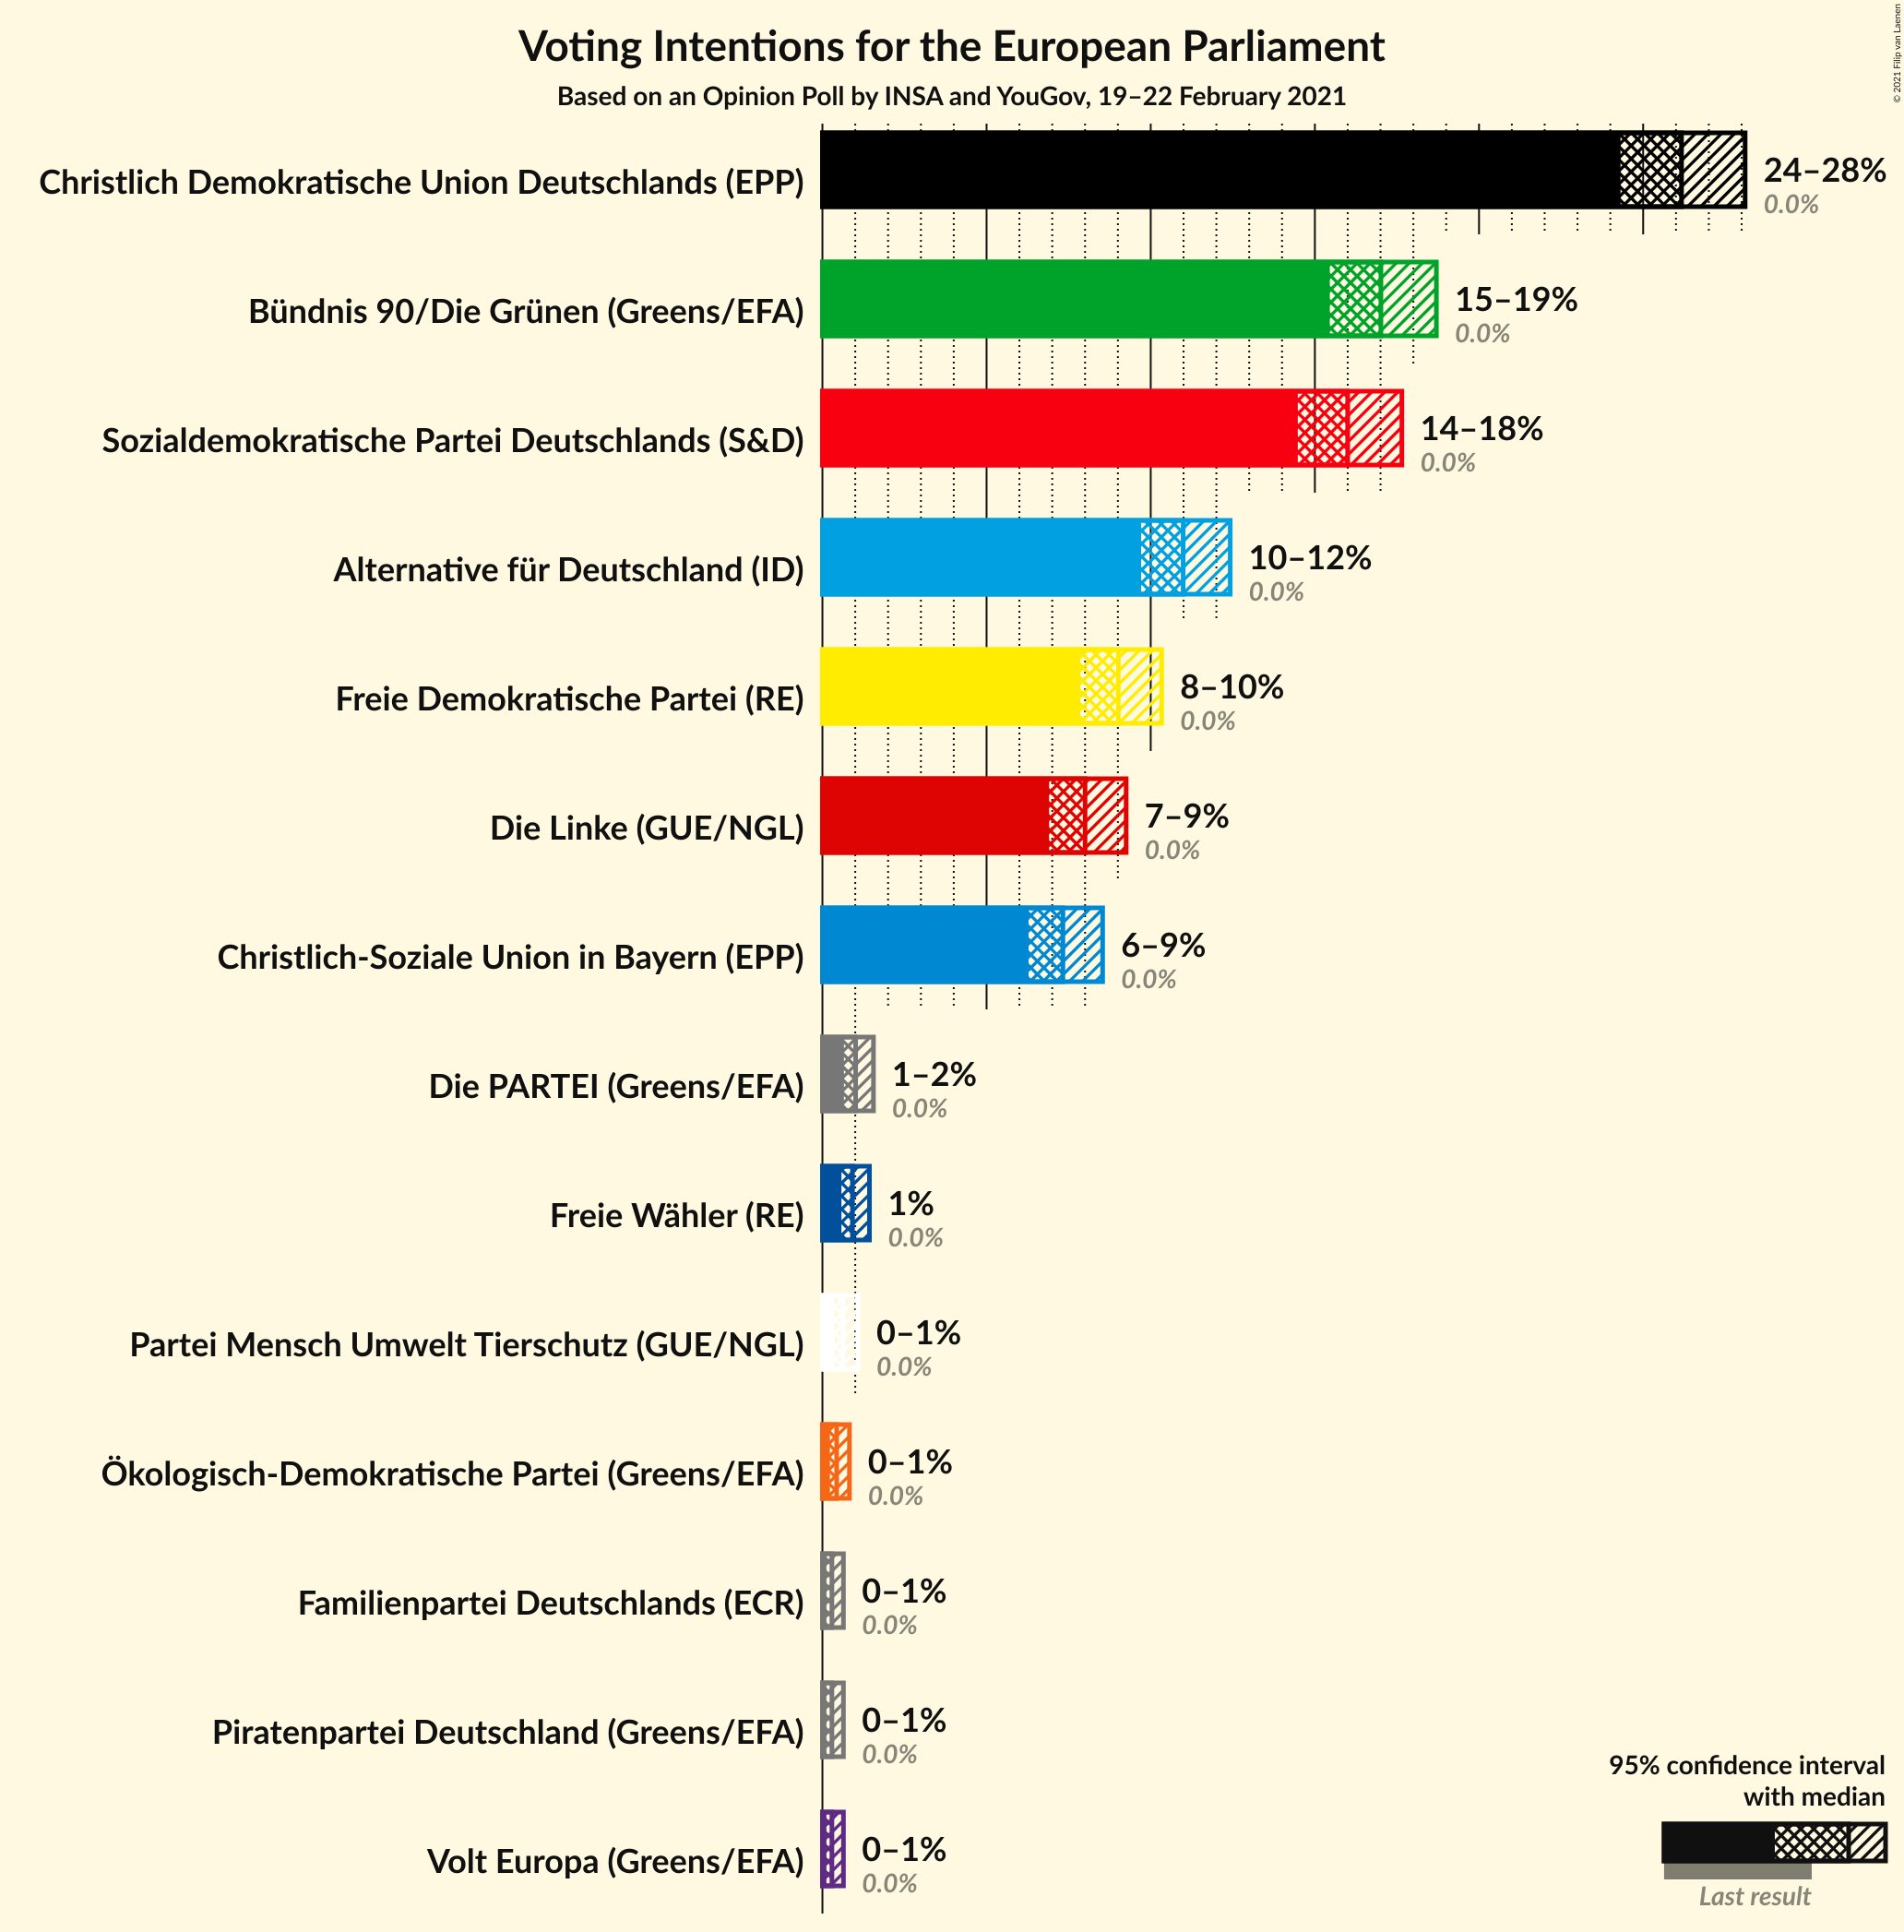 Voting Intentions for the European Parliament
Based on an Opinion Poll by INSA and YouGov, 19–22 February 2021
© 2021 Filip van Laenen
Christlich Demokratische Union Deutschlands (EPP)
24–28%
0.0%
Bündnis 90/Die Grünen (Greens/EFA)
15–19%
0.0%
Sozialdemokratische Partei Deutschlands (S&D)
14–18%
0.0%
Alternative für Deutschland (ID)
10–12%
0.0%
Freie Demokratische Partei (RE)
8–10%
0.0%
Die Linke (GUE/NGL)
7–9%
0.0%
Christlich-Soziale Union in Bayern (EPP)
6–9%
0.0%
Die PARTEI (Greens/EFA)
1–2%
0.0%
Freie Wähler (RE)
1%
0.0%
Partei Mensch Umwelt Tierschutz (GUE/NGL)
0–1%
0.0%
Ökologisch-Demokratische Partei (Greens/EFA)
0–1%
0.0%
Familienpartei Deutschlands (ECR)
0–1%
0.0%
Piratenpartei Deutschland (Greens/EFA)
0–1%
0.0%
Volt Europa (Greens/EFA)
0–1%
0.0%
95% confidence interval
with median
Last result